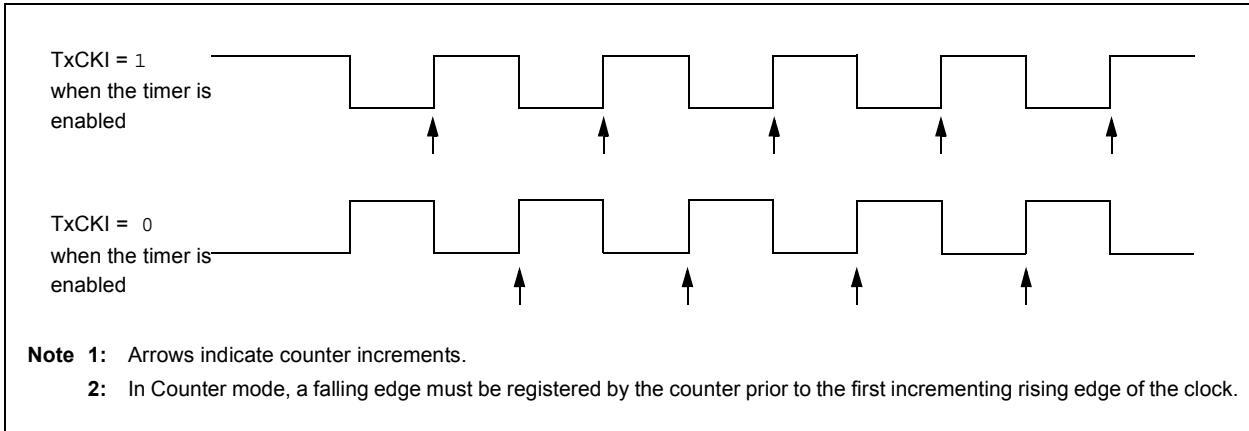 TxCKI = 1
when the timer is
enabled
TxCKI = 0
when the timer is
enabled
Note 1: Arrows indicate counter increments.
2: In Counter mode, a falling edge must be registered by the counter prior to the first incrementing rising edge of the clock.